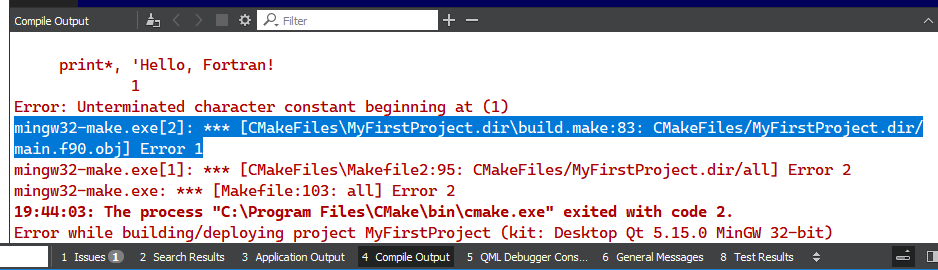 Compile Output
Filter
print*, 'Hello, Fortran!
1
Error: Unterminated character constant beginning at (1)
mingw32-make.exe[2]: *** [CMakeFiles\MyFirstProject.dir\build.make:83: CMakeFiles/MyFirstProject.dir/
main.f90.obj] Error 1
mingw32-make.exe[1]: *** [CMakeFiles\Makefile2:95: CMakeFiles/MyFirstProject.dir/all] Error 2
mingw32-make.exe: *** [Makefile:103: all] Error 2
19:44:03: The process "C:\Program Files\CMake\bin\cmake.exe" exited with code 2.
Error while building/deploying project MyFirstProject (kit: Desktop Qt 5.15.0 MinGW 32-bit)
1 Issues 1 2 Search Results 3 Application Output 4 Compile Output 5 QML Debugger Cons... 6 General Messages 8 Test Results